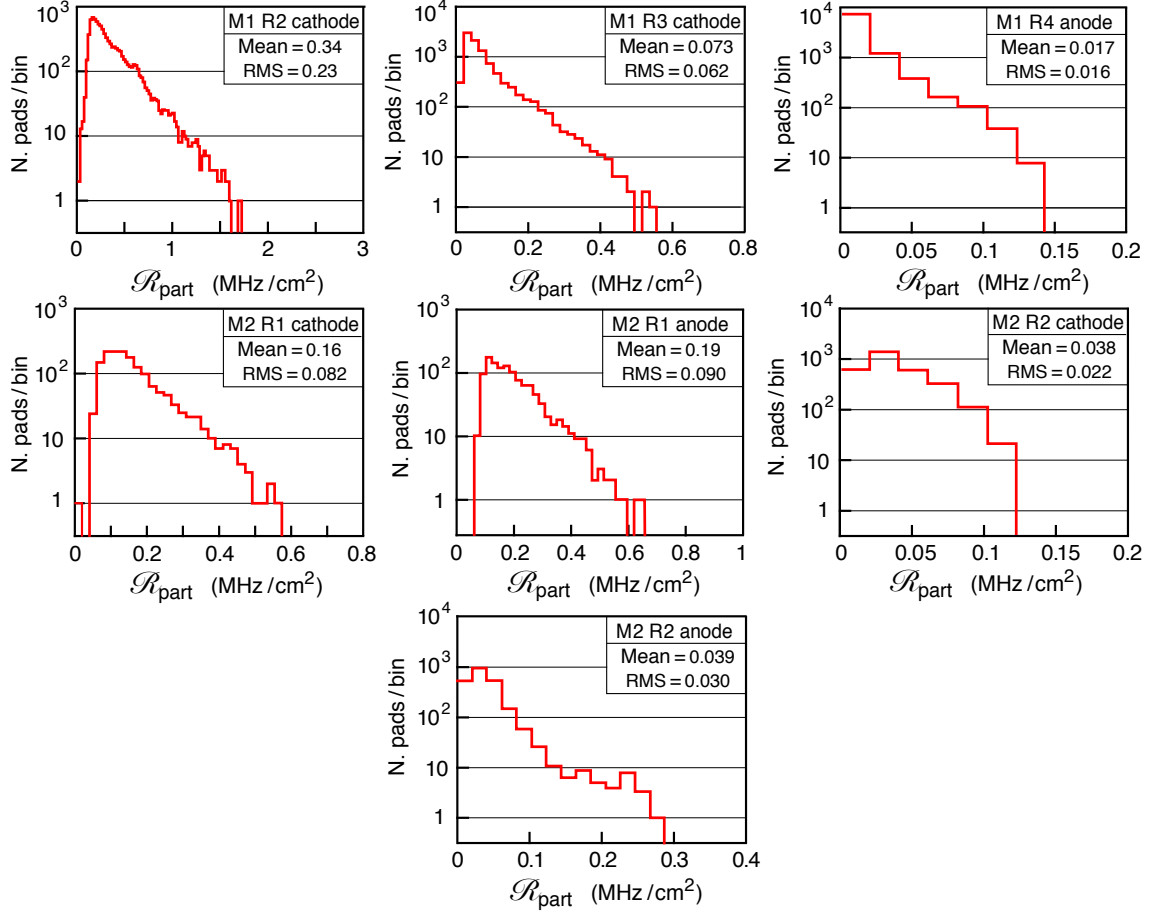 M1 R2 cathode
Mean = 0.34
RMS = 0.23
N. pads / bin
10³
10²
10
1
0 1 2 3
ℛpart (MHz / cm²)
M1 R3 cathode
Mean = 0.073
RMS = 0.062
N. pads / bin
10⁴
10³
10²
10
1
0 0.2 0.4 0.6 0.8
ℛpart (MHz / cm²)
M1 R4 anode
Mean = 0.017
RMS = 0.016
N. pads / bin
10⁴
10³
10²
10
1
0 0.05 0.1 0.15 0.2
ℛpart (MHz / cm²)
M2 R1 cathode
Mean = 0.16
RMS = 0.082
N. pads / bin
10³
10²
10
1
0 0.2 0.4 0.6 0.8
ℛpart (MHz / cm²)
M2 R1 anode
Mean = 0.19
RMS = 0.090
N. pads / bin
10³
10²
10
1
0 0.2 0.4 0.6 0.8 1
ℛpart (MHz / cm²)
M2 R2 cathode
Mean = 0.038
RMS = 0.022
N. pads / bin
10⁴
10³
10²
10
1
0 0.05 0.1 0.15 0.2
ℛpart (MHz / cm²)
M2 R2 anode
Mean = 0.039
RMS = 0.030
N. pads / bin
10⁴
10³
10²
10
1
0 0.1 0.2 0.3 0.4
ℛpart (MHz / cm²)